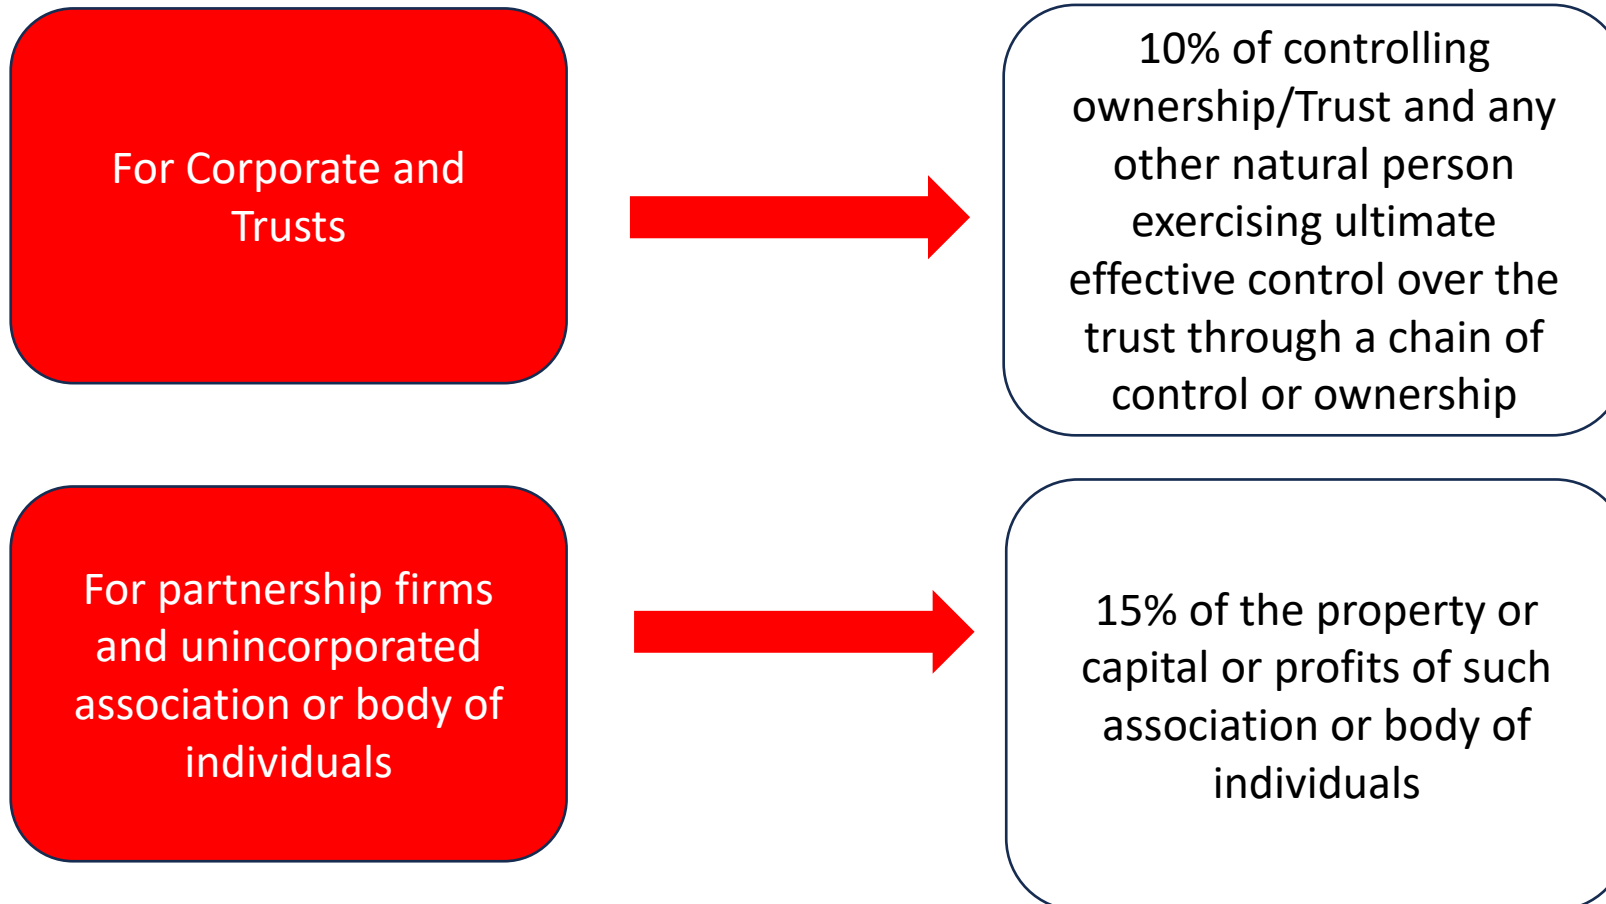 For Corporate and
Trusts
10% of controlling
ownership/Trust and any
other natural person
exercising ultimate
effective control over the
trust through a chain of
control or ownership
For partnership firms
and unincorporated
association or body of
individuals
15% of the property or
capital or profits of such
association or body of
individuals